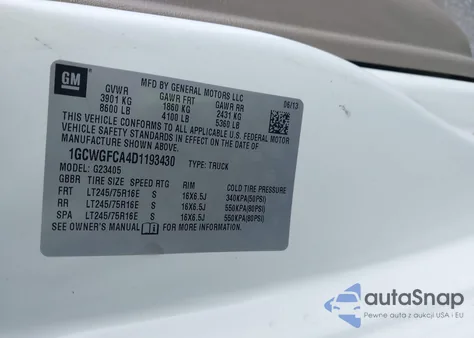 GM
MFD BY GENERAL MOTORS LLC
06/13
GVWR GAWR FRT GAWR RR
3901 KG 1860 KG 2431 KG
8600 LB 4100 LB 5360 LB
THIS VEHICLE CONFORMS TO ALL APPLICABLE U.S. FEDERAL MOTOR
VEHICLE SAFETY STANDARDS IN EFFECT ON THE DATE OF
MANUFACTURE SHOWN ABOVE.
1GCWGFCA4D1193430 TYPE: TRUCK
MODEL: G23405
GBBR TIRE SIZE SPEED RTG RIM COLD TIRE PRESSURE
FRT LT245/75R16E S 16X6.5J 340KPA(50PSI)
RR LT245/75R16E S 16X6.5J 550KPA(80PSI)
SPA LT245/75R16E S 16X6.5J 550KPA(80PSI)
SEE OWNER'S MANUAL FOR MORE INFORMATION.
autoSnap
Pewne auta z aukcji USA i EU